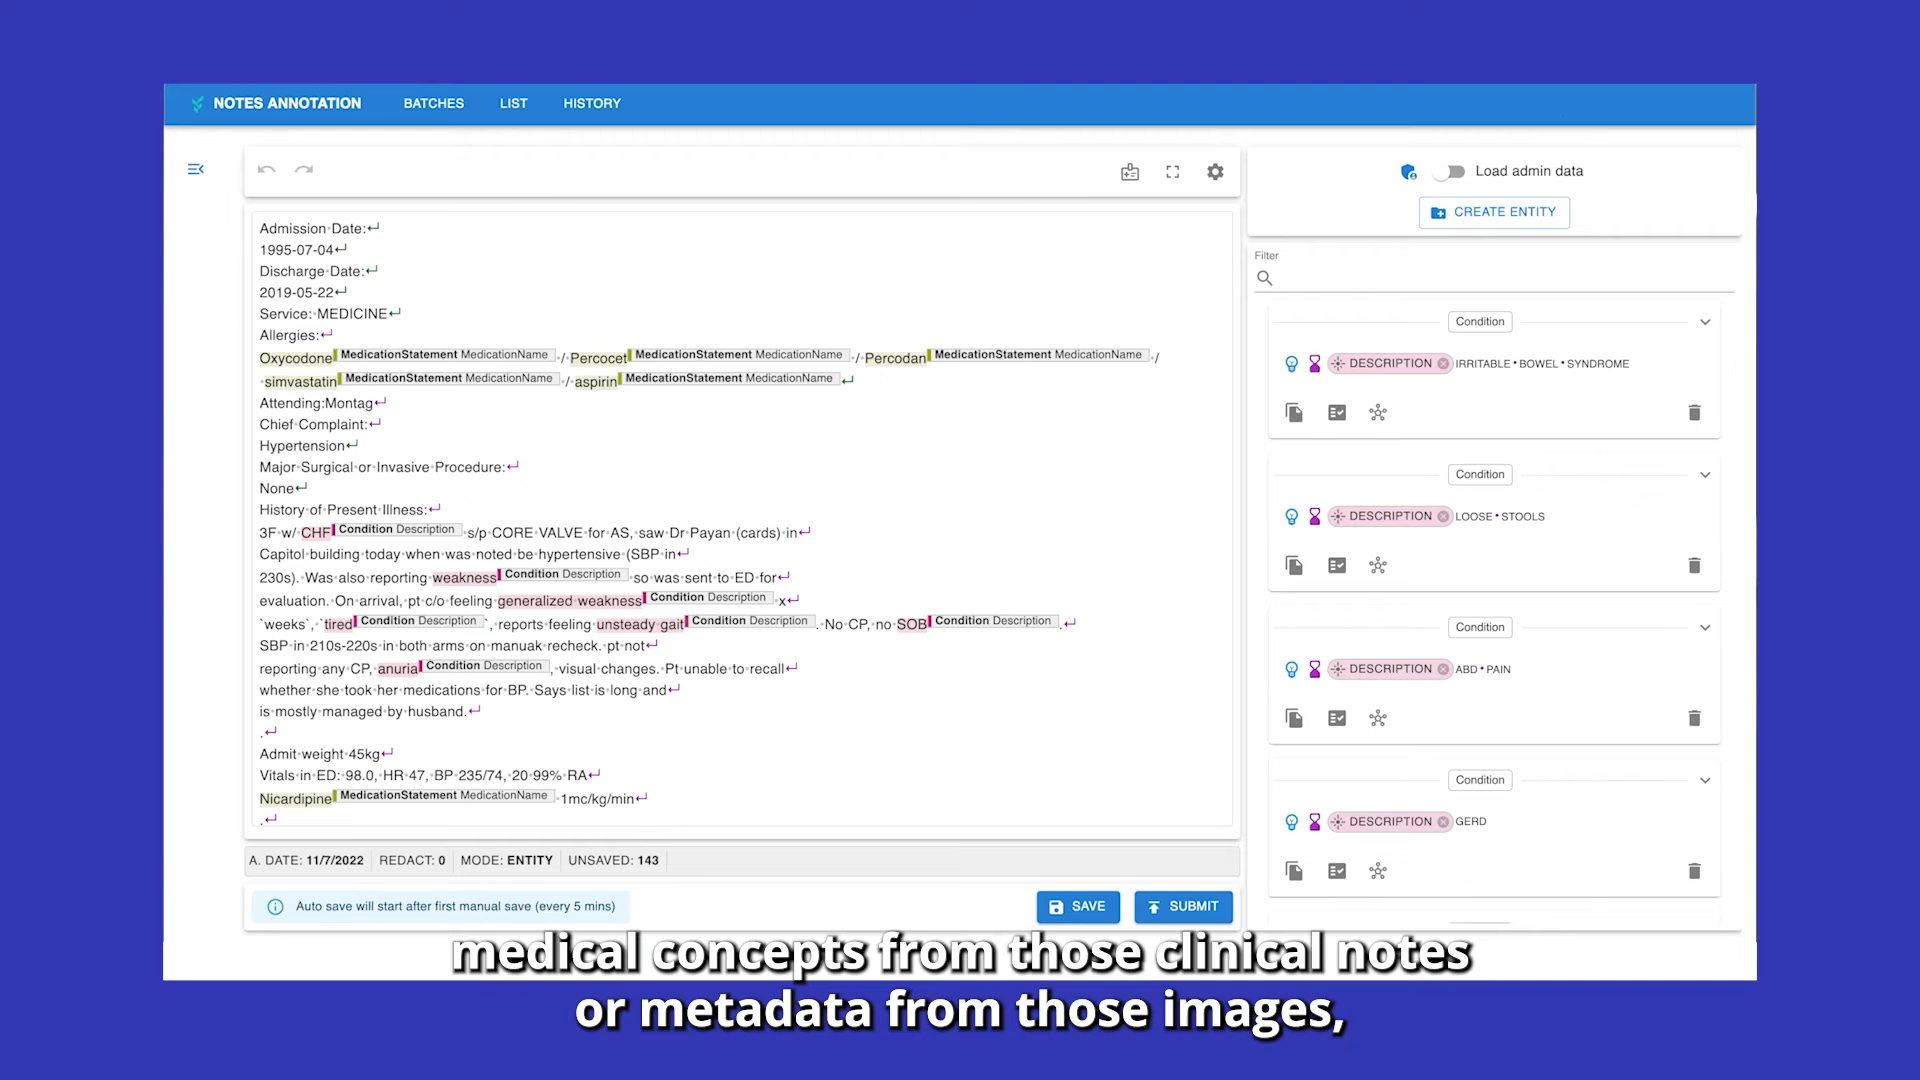 NOTES ANNOTATION BATCHES LIST HISTORY
Load admin data
CREATE ENTITY
Admission Date:↵
1995-07-04↵
Discharge Date:↵
2019-05-22↵
Service: MEDICINE↵
Allergies:↵
Oxycodone MedicationStatement MedicationName / Percocet MedicationStatement MedicationName / Percodan MedicationStatement MedicationName /
simvastatin MedicationStatement MedicationName / aspirin MedicationStatement MedicationName ↵
Attending:Montag↵
Chief Complaint:↵
Hypertension↵
Major Surgical or Invasive Procedure:↵
None↵
History of Present Illness:↵
3F w/ CHF Condition Description s/p CORE VALVE for AS, saw Dr Payan (cards) in↵
Capitol building today when was noted be hypertensive (SBP in↵
230s). Was also reporting weakness Condition Description so was sent to ED for↵
evaluation. On arrival, pt c/o feeling generalized weakness Condition Description x↵
`weeks`, `tired Condition Description `, reports feeling unsteady gait Condition Description . No CP, no SOB Condition Description .↵
SBP in 210s-220s in both arms on manuak recheck. pt not↵
reporting any CP, anuria Condition Description , visual changes. Pt unable to recall↵
whether she took her medications for BP. Says list is long and↵
is mostly managed by husband.↵
.↵
Admit weight 45kg↵
Vitals in ED: 98.0, HR 47, BP 235/74, 20 99% RA↵
Nicardipine MedicationStatement MedicationName 1mc/kg/min↵
.↵
A. DATE: 11/7/2022 REDACT: 0 MODE: ENTITY UNSAVED: 143
Auto save will start after first manual save (every 5 mins)
SAVE SUBMIT
Filter
Condition
DESCRIPTION IRRITABLE•BOWEL•SYNDROME
Condition
DESCRIPTION LOOSE•STOOLS
Condition
DESCRIPTION ABD•PAIN
Condition
DESCRIPTION GERD
medical concepts from those clinical notes
or metadata from those images,